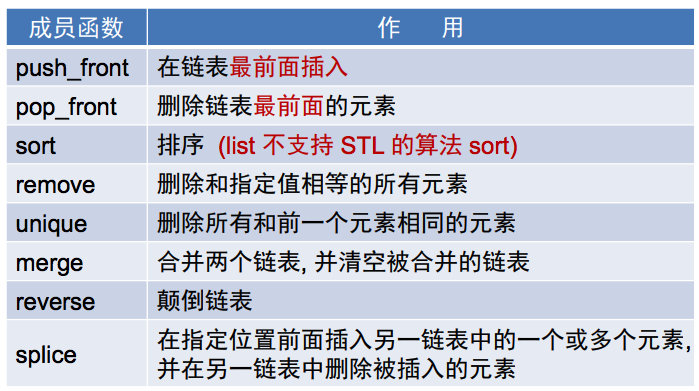 成员函数 作 用
push_front 在链表最前面插入
pop_front 删除链表最前面的元素
sort 排序 (list 不支持 STL 的算法 sort)
remove 删除和指定值相等的所有元素
unique 删除所有和前一个元素相同的元素
merge 合并两个链表, 并清空被合并的链表
reverse 颠倒链表
splice 在指定位置前面插入另一链表中的一个或多个元素,
并在另一链表中删除被插入的元素